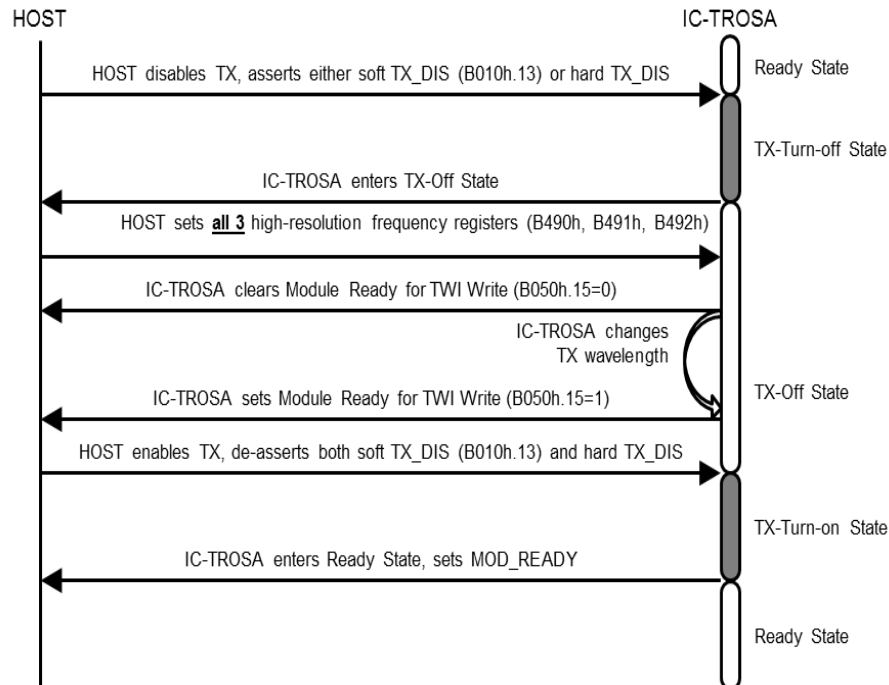 HOST
IC-TROSA
HOST disables TX, asserts either soft TX_DIS (B010h.13) or hard TX_DIS
Ready State
TX-Turn-off State
IC-TROSA enters TX-Off State
HOST sets all 3 high-resolution frequency registers (B490h, B491h, B492h)
IC-TROSA clears Module Ready for TWI Write (B050h.15=0)
IC-TROSA changes
TX wavelength
TX-Off State
IC-TROSA sets Module Ready for TWI Write (B050h.15=1)
HOST enables TX, de-asserts both soft TX_DIS (B010h.13) and hard TX_DIS
TX-Turn-on State
IC-TROSA enters Ready State, sets MOD_READY
Ready State